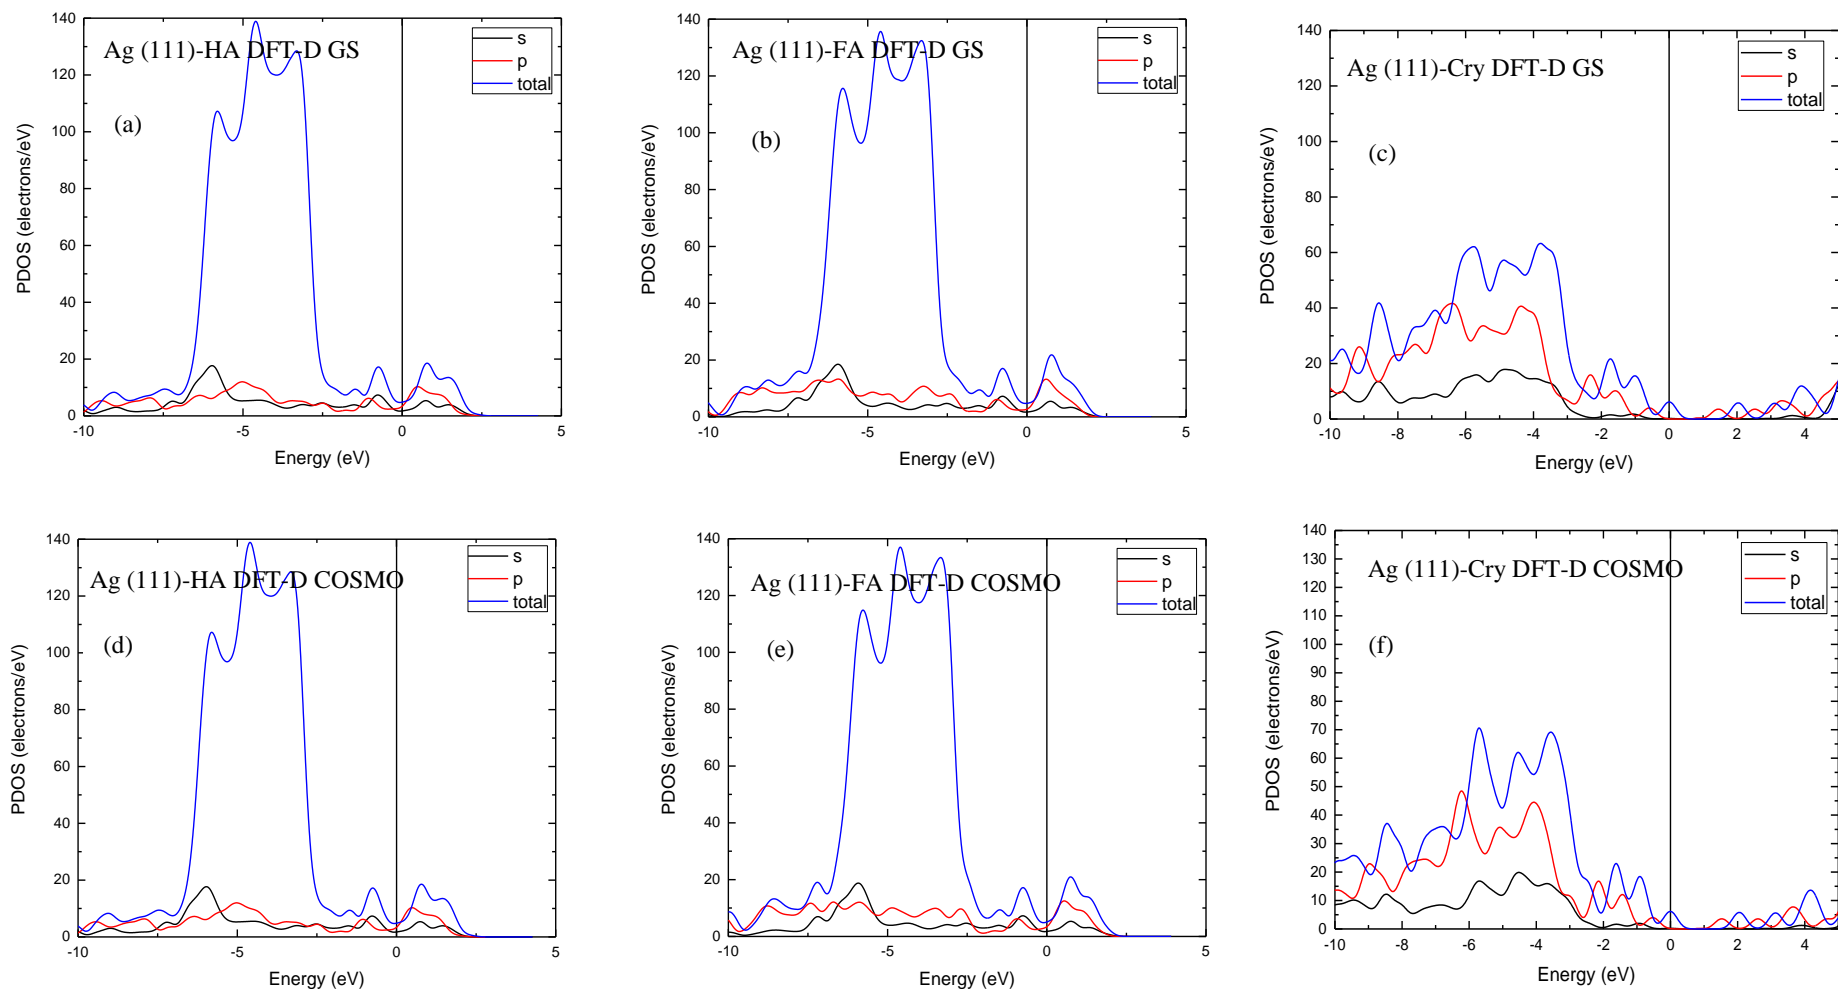 Ag (111)-HA DFT-D GS
s
p
total
(a)
PDOS (electrons/eV)
140
120
100
80
60
40
20
0
-10
-5
0
5
Energy (eV)
Ag (111)-FA DFT-D GS
s
p
total
(b)
PDOS (electrons/eV)
140
120
100
80
60
40
20
0
-10
-5
0
5
Energy (eV)
Ag (111)-Cry DFT-D GS
s
p
total
(c)
PDOS (electrons/eV)
140
120
100
80
60
40
20
0
-10
-8
-6
-4
-2
0
2
4
Energy (eV)
Ag (111)-HA DFT-D COSMO
s
p
total
(d)
PDOS (electrons/eV)
140
120
100
80
60
40
20
0
-10
-5
0
5
Energy (eV)
Ag (111)-FA DFT-D COSMO
s
p
total
(e)
PDOS (electrons/eV)
140
120
100
80
60
40
20
0
-10
-5
0
5
Energy (eV)
Ag (111)-Cry DFT-D COSMO
s
p
total
(f)
PDOS (electrons/eV)
140
130
120
110
100
90
80
70
60
50
40
30
20
10
0
-10
-8
-6
-4
-2
0
2
4
Energy (eV)